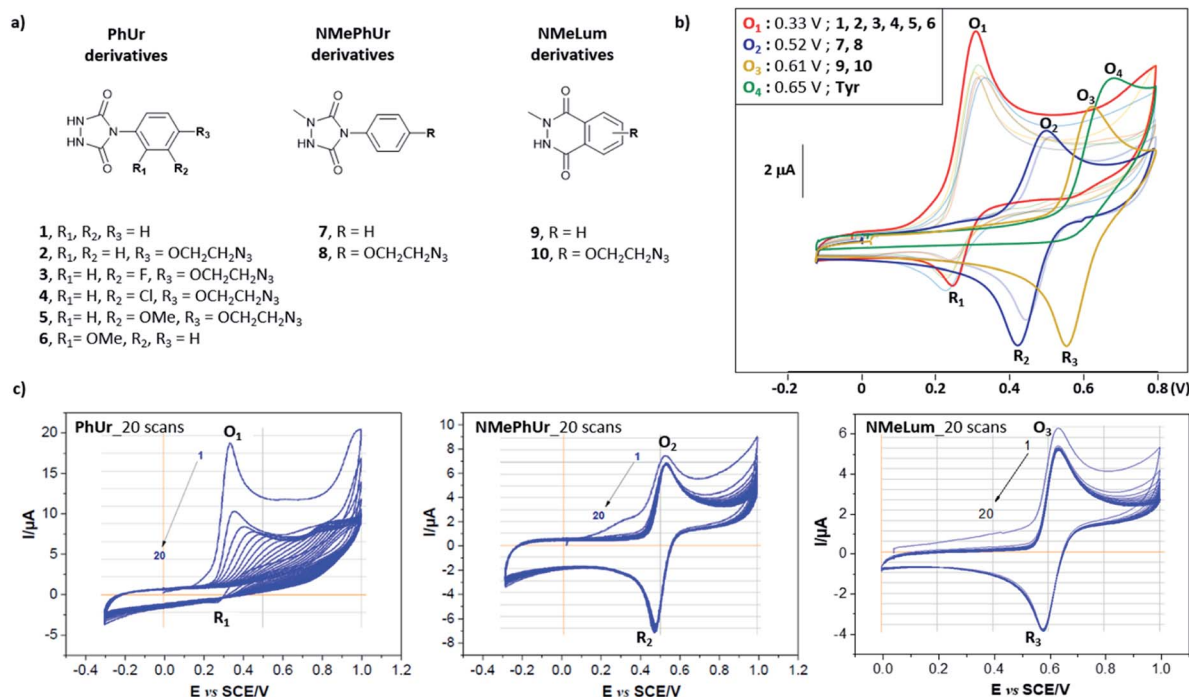 a)
PhUr
derivatives
NMePhUr
derivatives
NMeLum
derivatives
O
HN
N
HN
O
R₁
R₂
R₃
O
N
N
HN
O
R
O
N
NH
O
R
1, R₁, R₂, R₃ = H
2, R₁, R₂ = H, R₃ = OCH₂CH₂N₃
3, R₁= H, R₂ = F, R₃ = OCH₂CH₂N₃
4, R₁= H, R₂ = Cl, R₃ = OCH₂CH₂N₃
5, R₁= H, R₂ = OMe, R₃ = OCH₂CH₂N₃
6, R₁= OMe, R₂, R₃ = H
7, R = H
8, R = OCH₂CH₂N₃
9, R = H
10, R = OCH₂CH₂N₃
b)
O₁ : 0.33 V ; 1, 2, 3, 4, 5, 6
O₂ : 0.52 V ; 7, 8
O₃ : 0.61 V ; 9, 10
O₄ : 0.65 V ; Tyr
2 μA
O₁
O₂
O₃
O₄
R₁
R₂
R₃
-0.2 0 0.2 0.4 0.6 0.8 (V)
c)
PhUr_20 scans
O₁
1
20
R₁
I/μA
20
15
10
5
0
-5
-0.4 -0.2 0.0 0.2 0.4 0.6 0.8 1.0 1.2
E vs SCE/V
NMePhUr_20 scans
O₂
1
20
R₂
I/μA
10
8
6
4
2
0
-2
-4
-6
-8
-0.4 -0.2 0.0 0.2 0.4 0.6 0.8 1.0 1.2
E vs SCE/V
NMeLum_20 scans
O₃
1
20
R₃
I/μA
6
4
2
0
-2
-4
0.0 0.2 0.4 0.6 0.8 1.0
E vs SCE/V